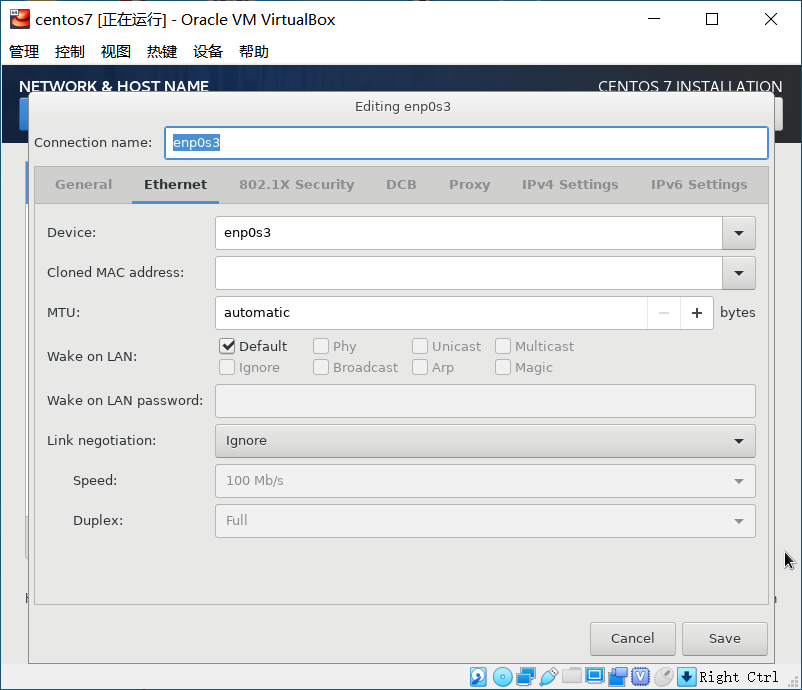 centos7 [正在运行] - Oracle VM VirtualBox
管理 控制 视图 热键 设备 帮助
NETWORK & HOST NAME CENTOS 7 INSTALLATION
Editing enp0s3
Connection name: enp0s3
General Ethernet 802.1X Security DCB Proxy IPv4 Settings IPv6 Settings
Device: enp0s3
Cloned MAC address:
MTU: automatic bytes
Wake on LAN: Default Phy Unicast Multicast
Ignore Broadcast Arp Magic
Wake on LAN password:
Link negotiation: Ignore
Speed: 100 Mb/s
Duplex: Full
Cancel Save
Right Ctrl